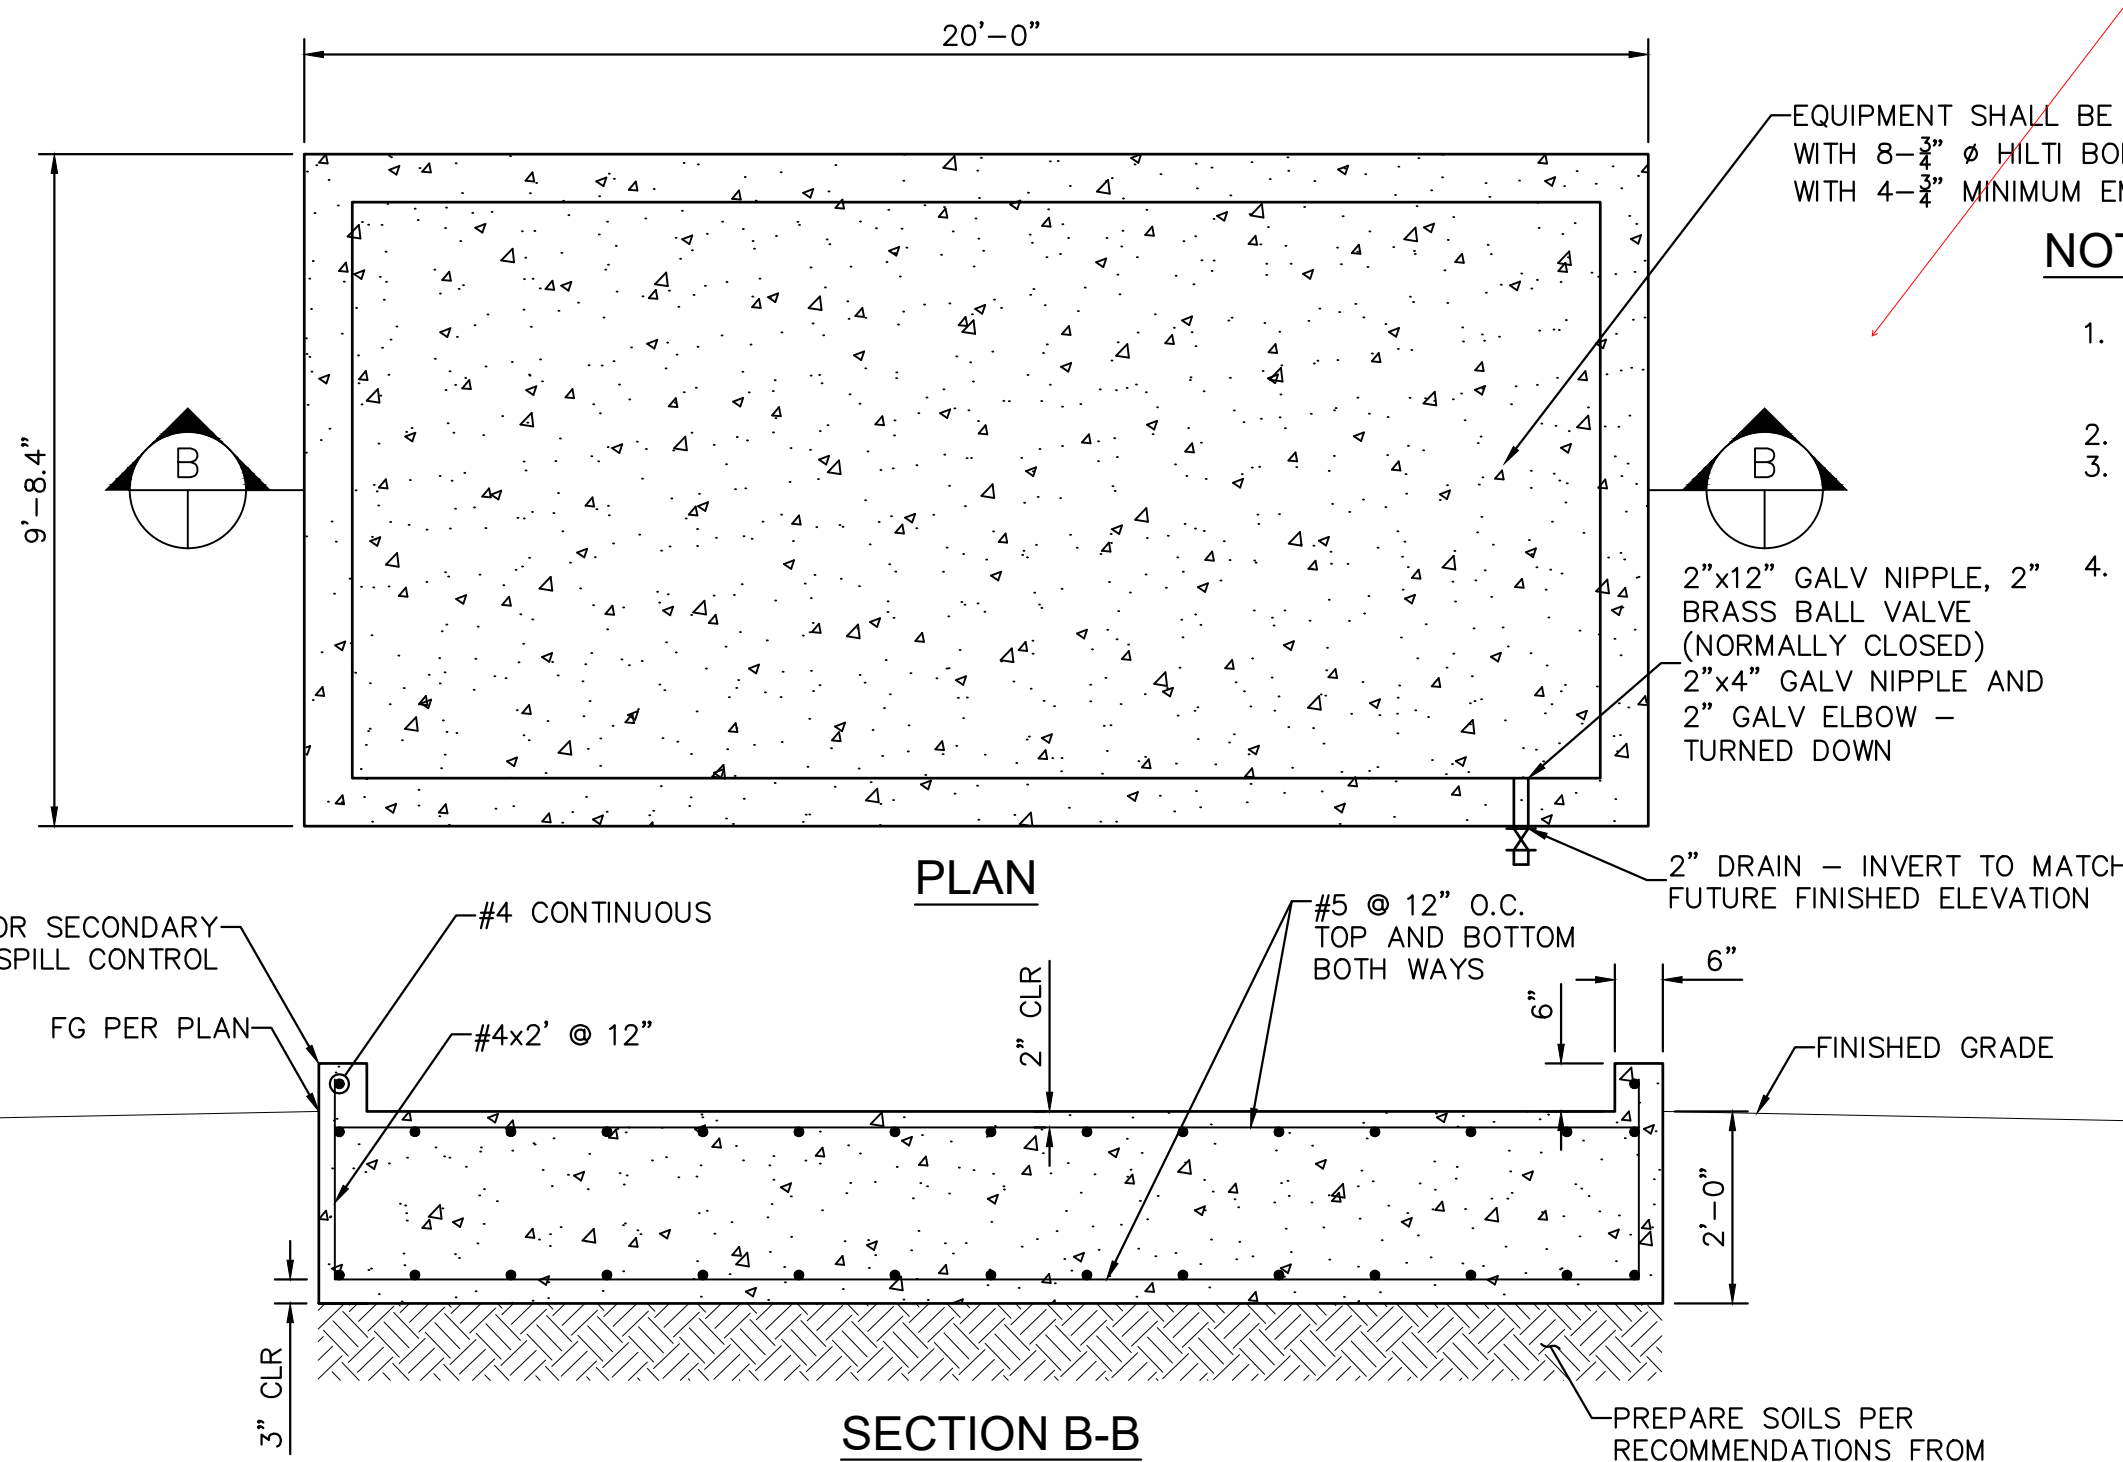 20'-0"
EQUIPMENT SHALL BE
WITH 8-3/4" Ø HILTI
WITH 4-3/4" MINIMUM
9'-8.4"
B
B
1.
2.
3.
4.
2"x12" GALV NIPPLE, 2"
BRASS BALL VALVE
(NORMALLY CLOSED)
2"x4" GALV NIPPLE AND
2" GALV ELBOW –
TURNED DOWN
PLAN
2" DRAIN – INVERT TO MATCH
FUTURE FINISHED ELEVATION
OR SECONDARY
SPILL CONTROL
#4 CONTINUOUS
#5 @ 12" O.C.
TOP AND BOTTOM
BOTH WAYS
2" CLR
6"
6"
FG PER PLAN
#4x2' @ 12"
FINISHED GRADE
2'-0"
3" CLR
SECTION B-B
PREPARE SOILS PER
RECOMMENDATIONS FROM